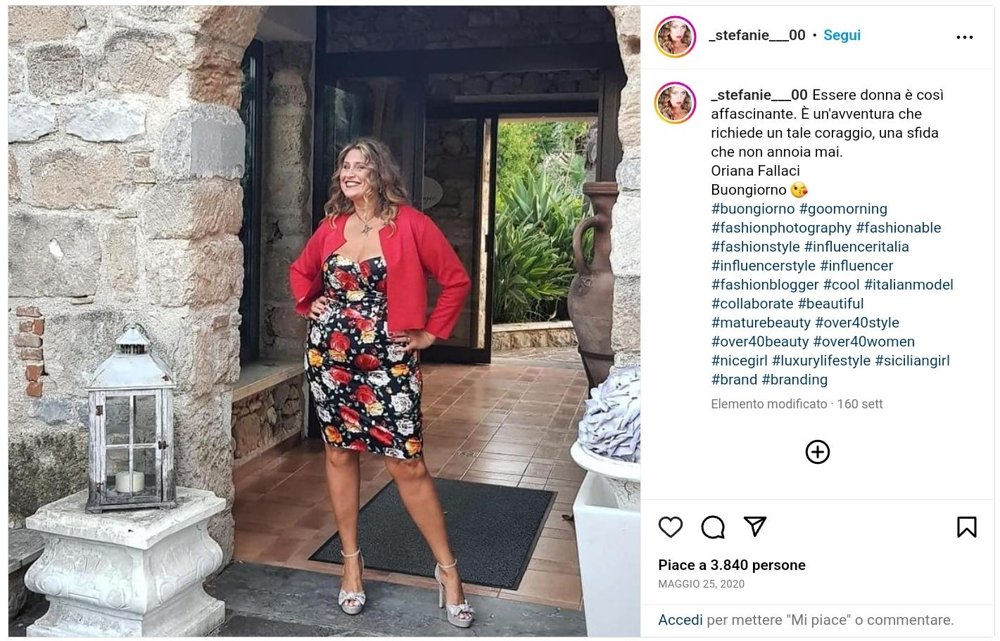 _stefanie___00 • Segui
_stefanie___00 Essere donna è così
affascinante. È un'avventura che
richiede un tale coraggio, una sfida
che non annoia mai.
Oriana Fallaci
Buongiorno 😘
#buongiorno #goomorning
#fashionphotography #fashionable
#fashionstyle #influenceritalia
#influencerstyle #influencer
#fashionblogger #cool #italianmodel
#collaborate #beautiful
#maturebeauty #over40style
#over40beauty #over40women
#nicegirl #luxurylifestyle #siciliangirl
#brand #branding
Elemento modificato · 160 sett
Piace a 3.840 persone
MAGGIO 25, 2020
Accedi per mettere "Mi piace" o commentare.